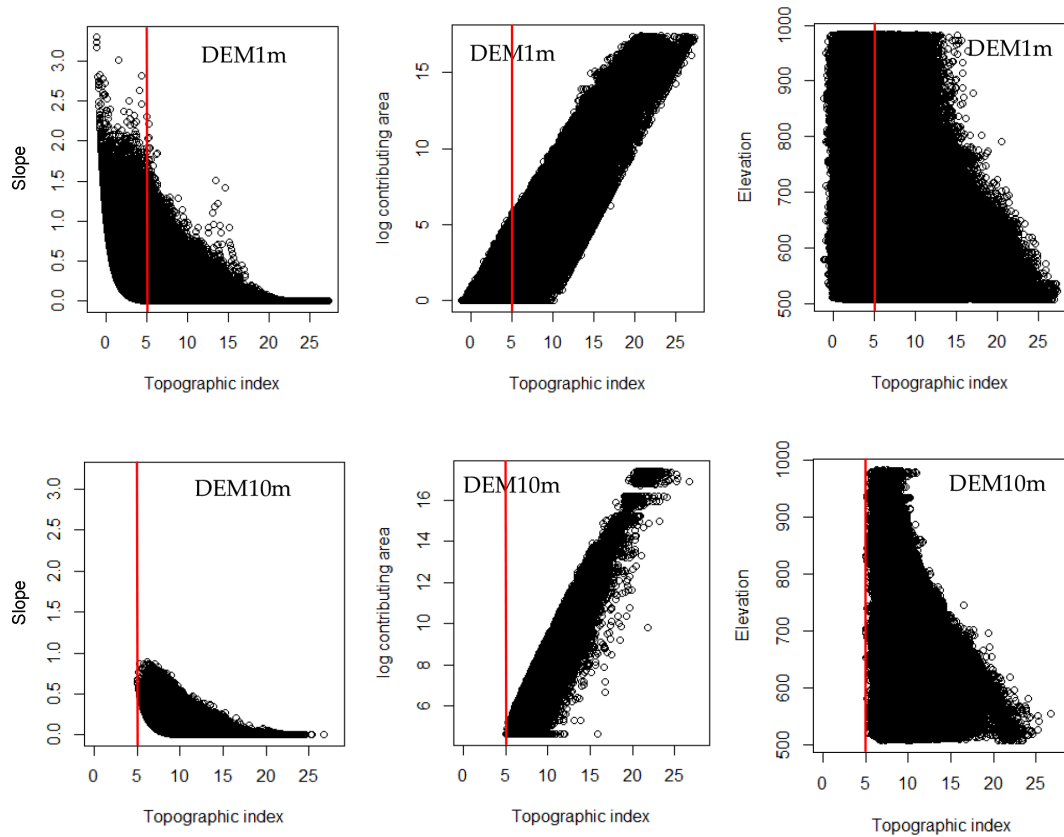 DEM1m
Slope
0.0 0.5 1.0 1.5 2.0 2.5 3.0
0 5 10 15 20 25
Topographic index
DEM1m
log contributing area
0 5 10 15
0 5 10 15 20 25
Topographic index
DEM1m
Elevation
500 600 700 800 900 1000
0 5 10 15 20 25
Topographic index
DEM10m
Slope
0.0 0.5 1.0 1.5 2.0 2.5 3.0
0 5 10 15 20 25
Topographic index
DEM10m
log contributing area
6 8 10 12 14 16
0 5 10 15 20 25
Topographic index
DEM10m
Elevation
500 600 700 800 900 1000
0 5 10 15 20 25
Topographic index